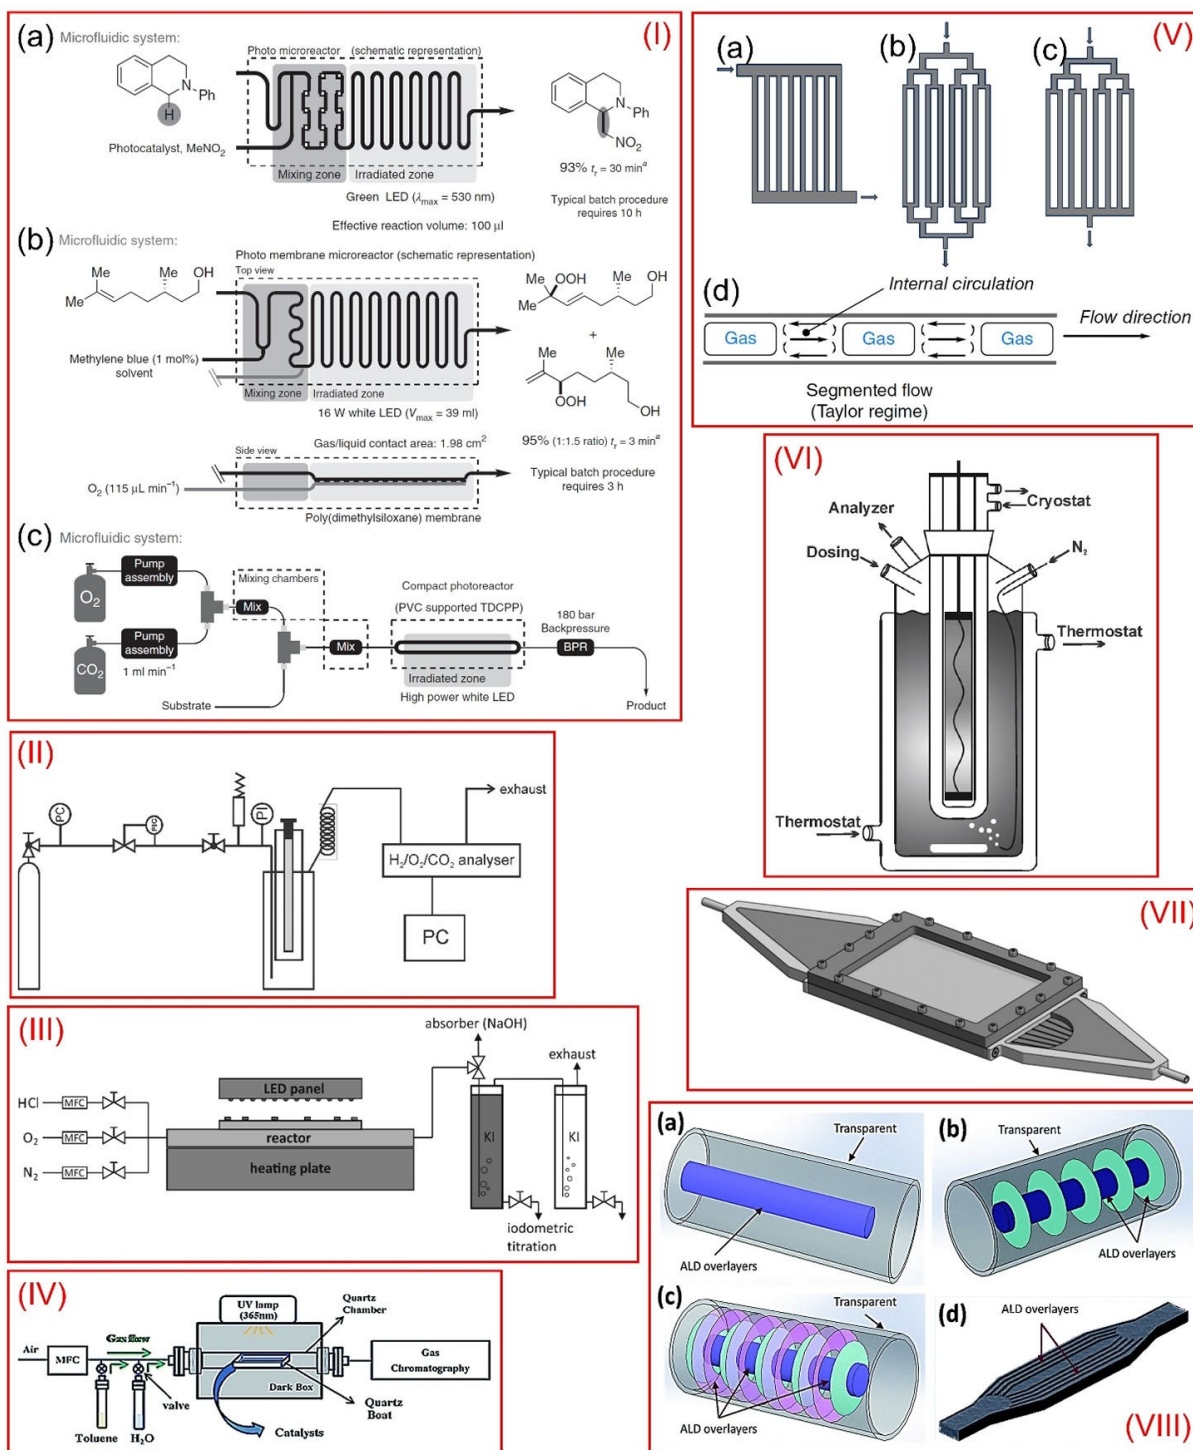 (I)
(a) Microfluidic system:
Photo microreactor (schematic representation)
N
Ph
H
Photocatalyst, MeNO2
Mixing zone
Irradiated zone
Green LED (λmax = 530 nm)
Effective reaction volume: 100 µl
N
Ph
NO2
93% tr = 30 min^a
Typical batch procedure
requires 10 h
(b) Microfluidic system:
Photo membrane microreactor (schematic representation)
Top view
Me
Me
OH
Me
Methylene blue (1 mol%)
solvent
Mixing zone
Irradiated zone
16 W white LED (Vmax = 39 ml)
Gas/liquid contact area: 1.98 cm2
Side view
O2 (115 µL min–1)
Poly(dimethylsiloxane) membrane
Me OOH
Me
Me
OH
+
Me
Me
OOH
OH
95% (1:1.5 ratio) tr = 3 min^a
Typical batch procedure
requires 3 h
(c) Microfluidic system:
Pump
assembly
O2
Pump
assembly
CO2
1 ml min–1
Mixing chambers
Mix
Mix
Substrate
Compact photoreactor
(PVC supported TDCPP)
Irradiated zone
High power white LED
180 bar
Backpressure
BPR
Product
(II)
PC
PI
exhaust
H2/O2/CO2 analyser
PC
(III)
absorber (NaOH)
exhaust
LED panel
HCl MFC
O2 MFC
N2 MFC
reactor
heating plate
KI
KI
iodometric
titration
(IV)
UV lamp
(365nm)
Quartz
Chamber
Air
MFC
Gas flow
valve
Toluene
H2O
Dark Box
Catalysts
Quartz
Boat
Gas
Chromatography
(V)
(a)
(b)
(c)
(d)
Internal circulation
Flow direction
Gas
Gas
Gas
Segmented flow
(Taylor regime)
(VI)
Analyzer
Dosing
Cryostat
N2
Thermostat
Thermostat
(VII)
(a)
Transparent
ALD overlayers
(b)
Transparent
ALD overlayers
(c)
Transparent
ALD overlayers
(d)
ALD overlayers
(VIII)